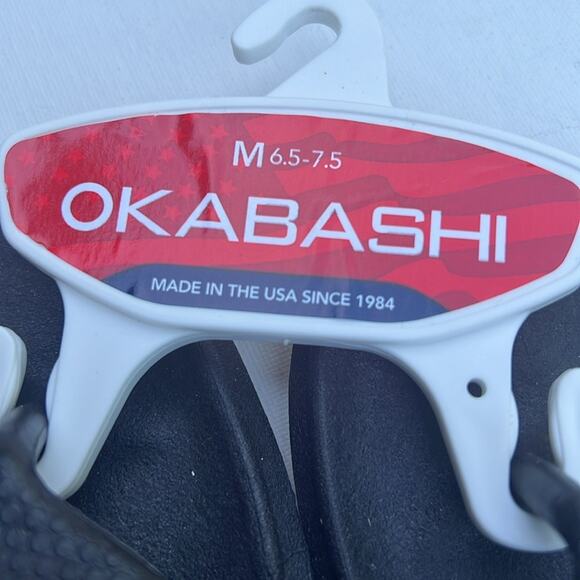 M 6.5-7.5
OKABASHI
MADE IN THE USA SINCE 1984